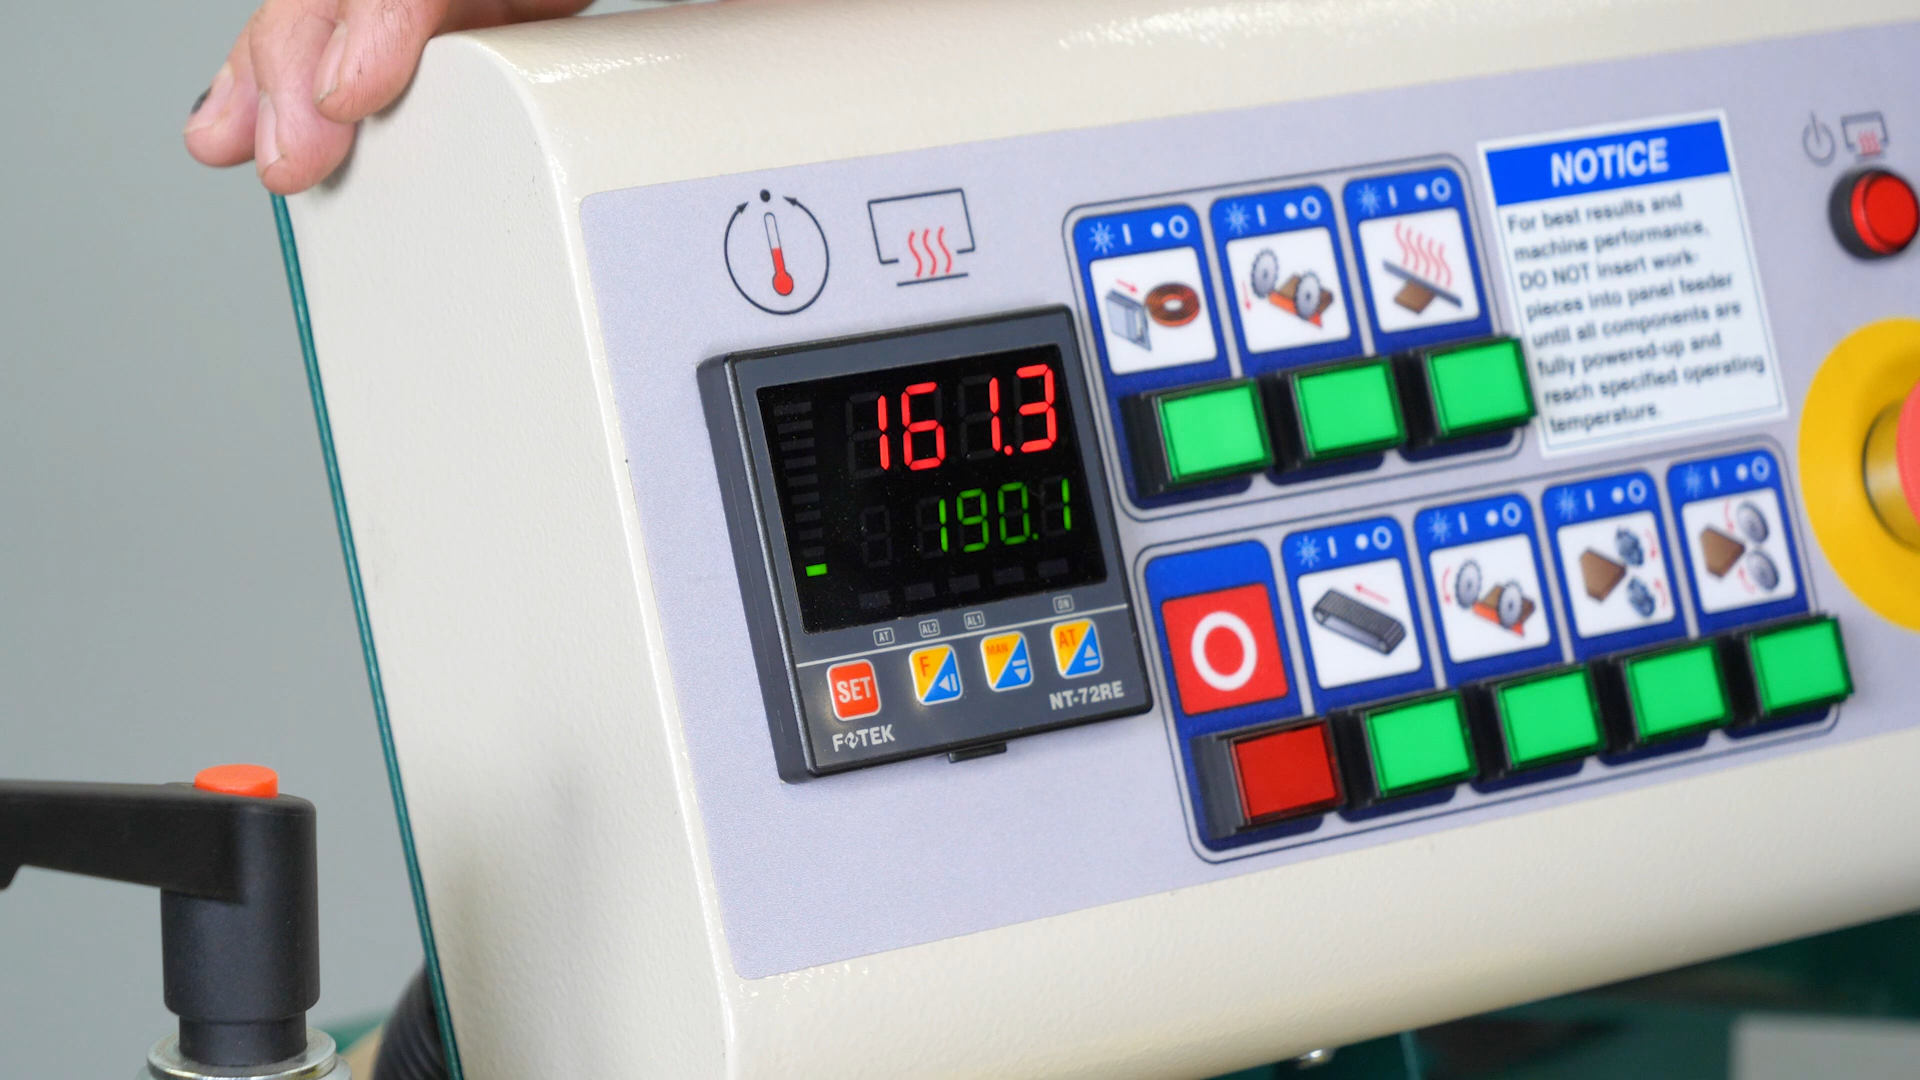 NOTICE
For best results and
machine performance,
DO NOT insert work-
pieces into panel feeder
until all components are
fully powered-up and
reach specified operating
temperature.
161.3
190.1
AT AL2 AL1 ON
SET F MAN AT
FOTEK NT-72RE